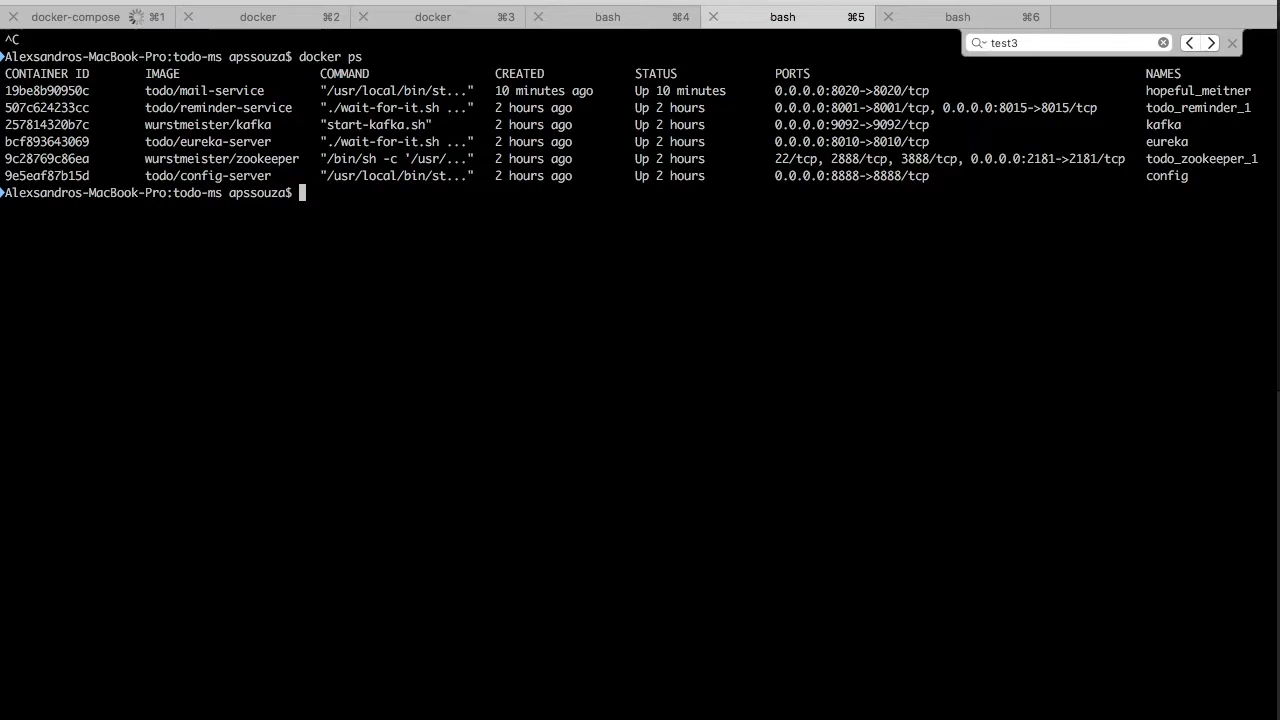 docker-compose ⌘1 docker ⌘2 docker ⌘3 bash ⌘4 bash ⌘5 bash ⌘6
^C
test3
Alexsandros-MacBook-Pro:todo-ms apssouza$ docker ps
CONTAINER ID IMAGE COMMAND CREATED STATUS PORTS NAMES
19be8b90950c todo/mail-service "/usr/local/bin/st..." 10 minutes ago Up 10 minutes 0.0.0.0:8020->8020/tcp hopeful_meitner
507c624233cc todo/reminder-service "./wait-for-it.sh ..." 2 hours ago Up 2 hours 0.0.0.0:8001->8001/tcp, 0.0.0.0:8015->8015/tcp todo_reminder_1
257814320b7c wurstmeister/kafka "start-kafka.sh" 2 hours ago Up 2 hours 0.0.0.0:9092->9092/tcp kafka
bcf893643069 todo/eureka-server "./wait-for-it.sh ..." 2 hours ago Up 2 hours 0.0.0.0:8010->8010/tcp eureka
9c28769c86ea wurstmeister/zookeeper "/bin/sh -c '/usr/..." 2 hours ago Up 2 hours 22/tcp, 2888/tcp, 3888/tcp, 0.0.0.0:2181->2181/tcp todo_zookeeper_1
9e5eaf87b15d todo/config-server "/usr/local/bin/st..." 2 hours ago Up 2 hours 0.0.0.0:8888->8888/tcp config
Alexsandros-MacBook-Pro:todo-ms apssouza$